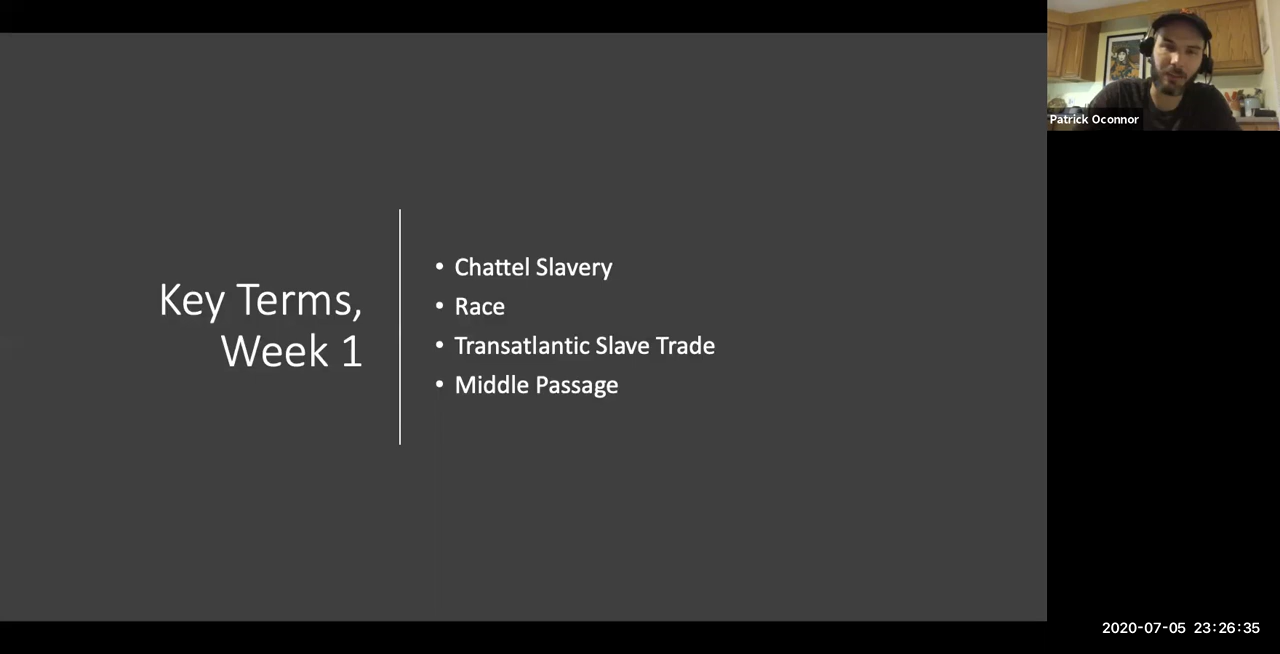 Key Terms,
Week 1
• Chattel Slavery
• Race
• Transatlantic Slave Trade
• Middle Passage
Patrick Oconnor
2020-07-05 23:26:35